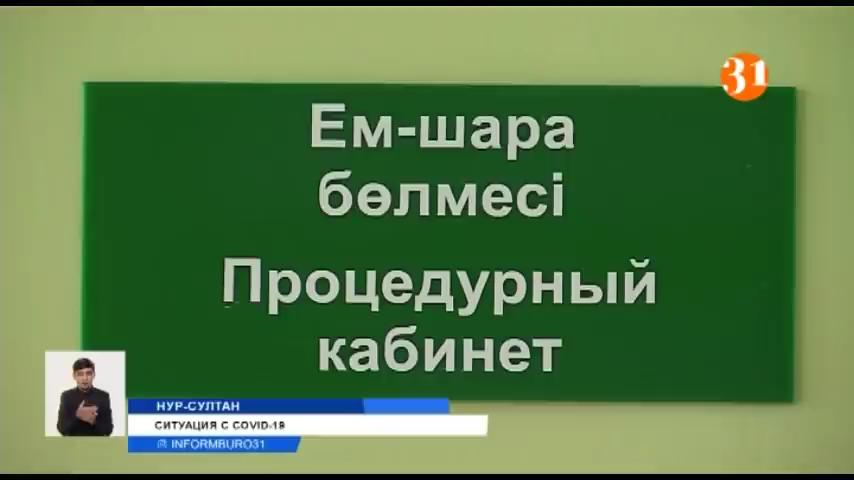 31
Ем-шара
бөлмесі
Процедурный
кабинет
НУР-СУЛТАН
СИТУАЦИЯ С COVID-19
INFORMBURO31